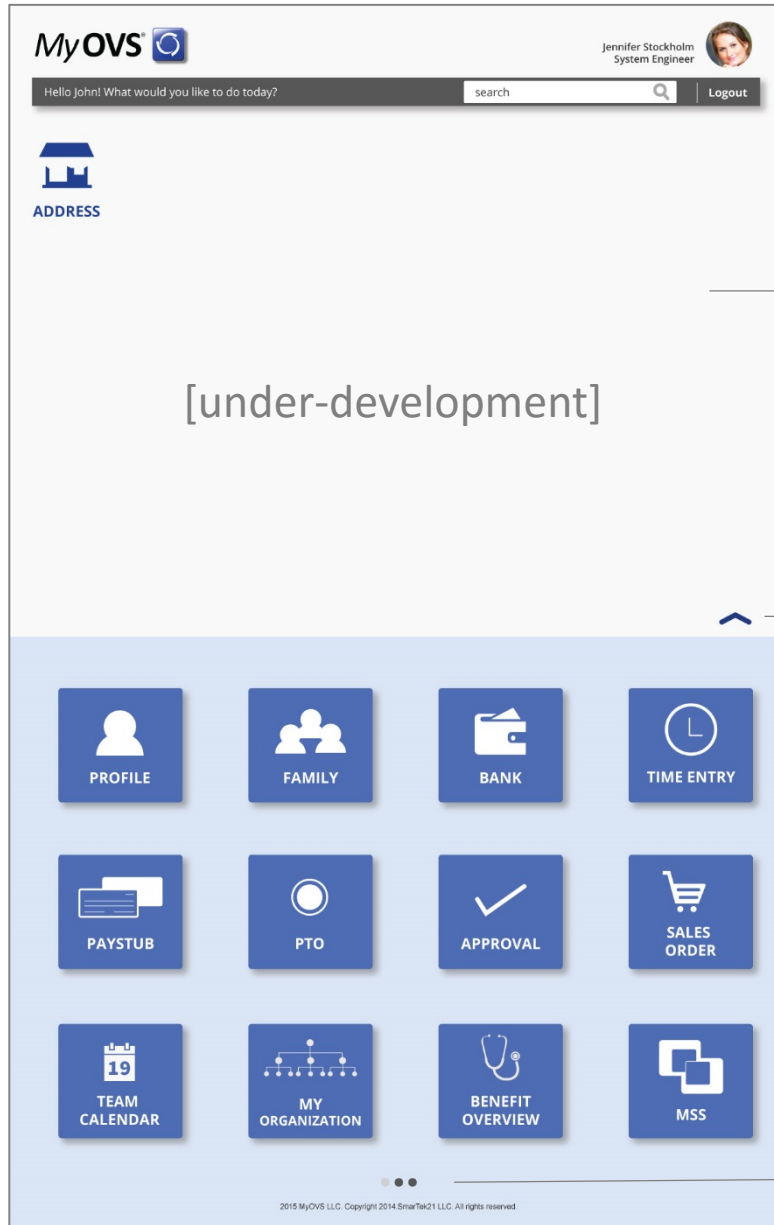 MyOVS®
Jennifer Stockholm
System Engineer
Hello John! What would you like to do today?
search
Logout
ADDRESS
[under-development]
PROFILE
FAMILY
BANK
TIME ENTRY
PAYSTUB
PTO
APPROVAL
SALES
ORDER
19
TEAM
CALENDAR
MY
ORGANIZATION
BENEFIT
OVERVIEW
MSS
2015 MyOVS LLC. Copyright 2014 SmarTek21 LLC. All rights reserved.